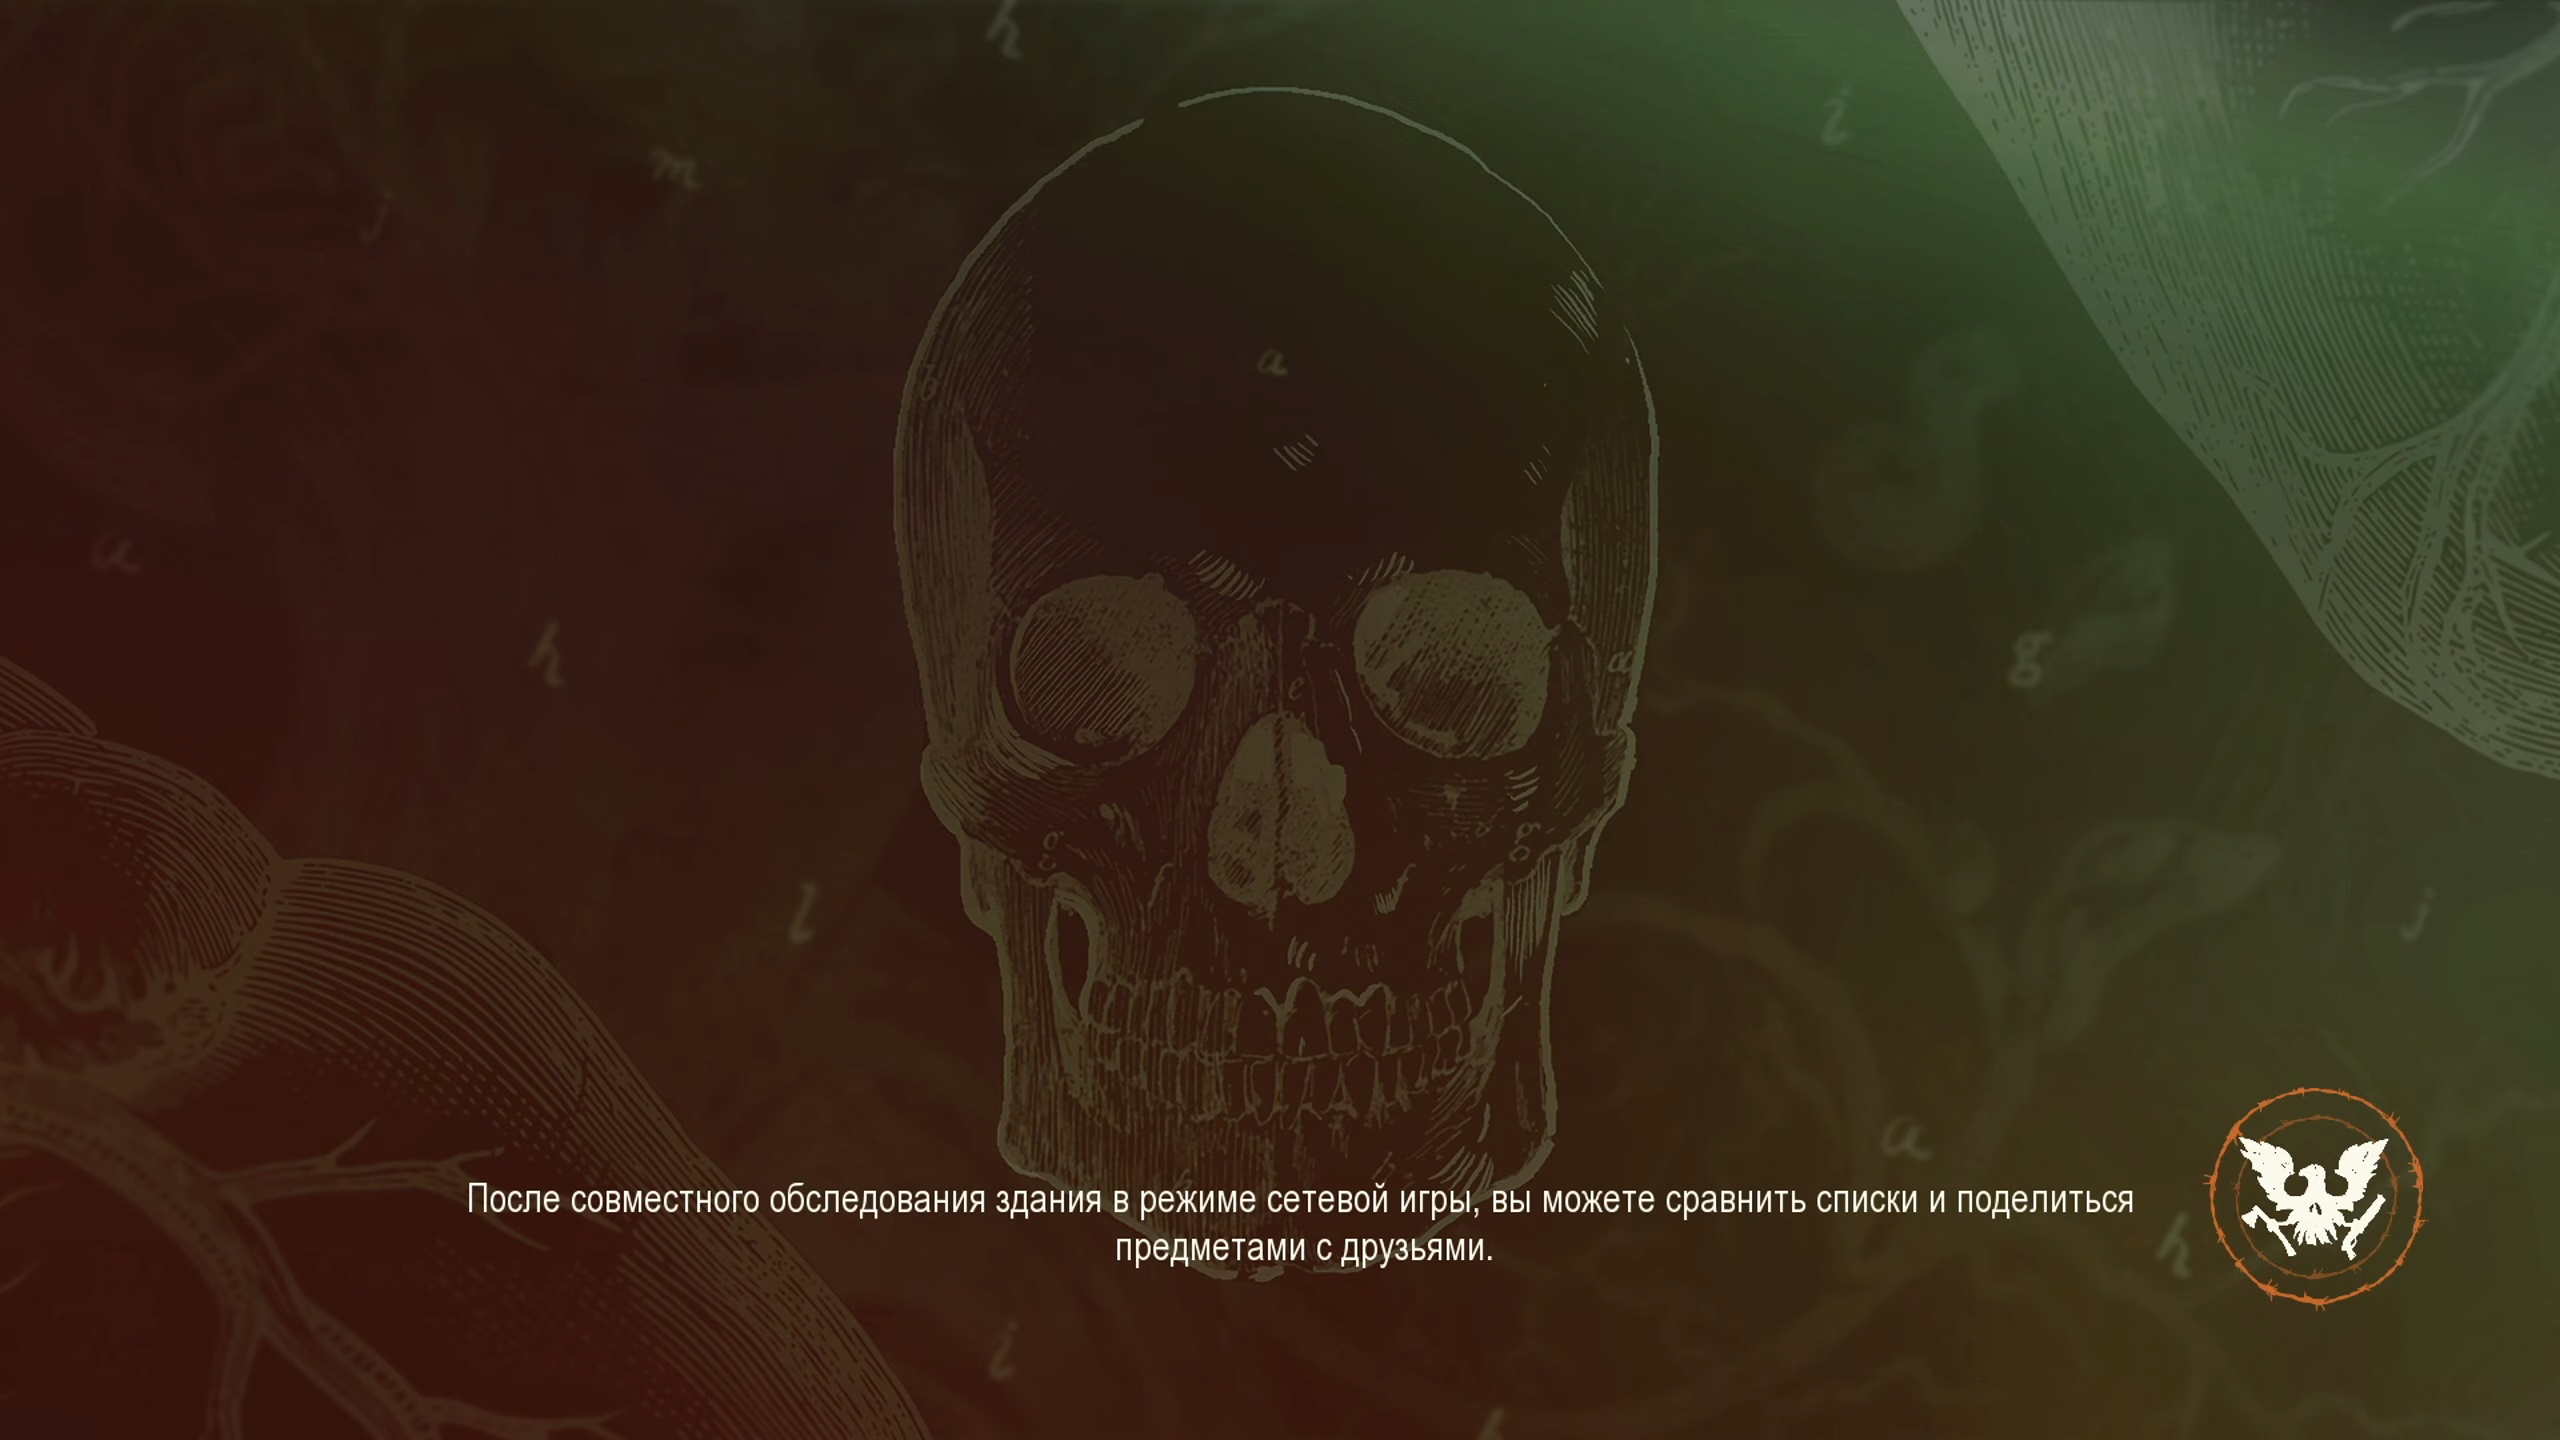 h
i
m
j
a
b
a
h
a
e
g
g
g
l
j
a
После совместного обследования здания в режиме сетевой игры, вы можете сравнить списки и поделиться
предметами с друзьями.
h
i